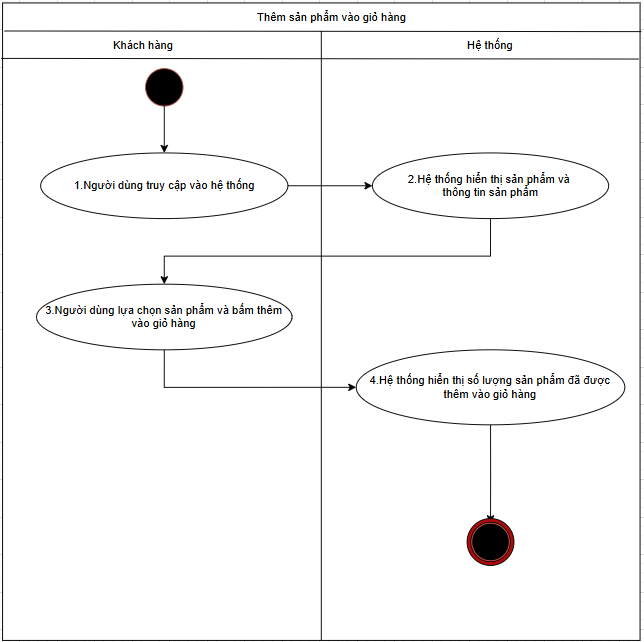 Thêm sản phẩm vào giỏ hàng
Khách hàng
Hệ thống
1.Người dùng truy cập vào hệ thống
2.Hệ thống hiển thị sản phẩm và
thông tin sản phẩm
3.Người dùng lựa chọn sản phẩm và bấm thêm
vào giỏ hàng
4.Hệ thống hiển thị số lượng sản phẩm đã được
thêm vào giỏ hàng